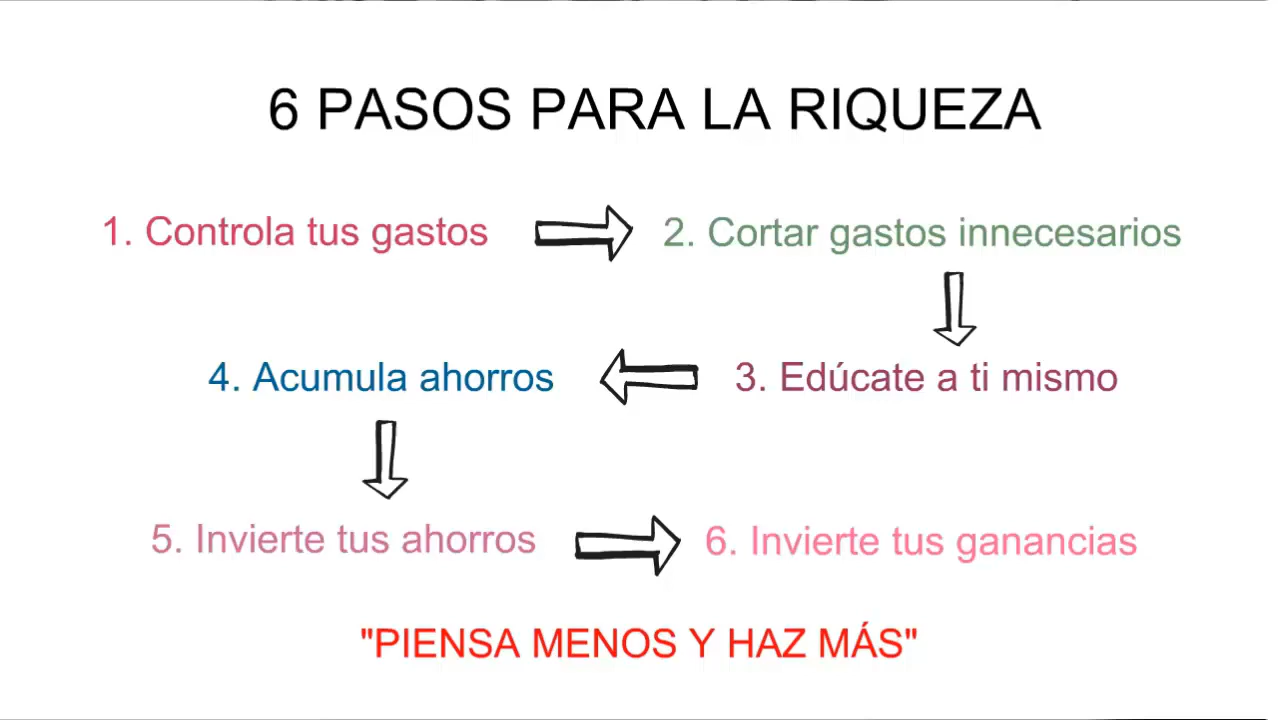 6 PASOS PARA LA RIQUEZA
1. Controla tus gastos
2. Cortar gastos innecesarios
3. Edúcate a ti mismo
4. Acumula ahorros
5. Invierte tus ahorros
6. Invierte tus ganancias
"PIENSA MENOS Y HAZ MÁS"